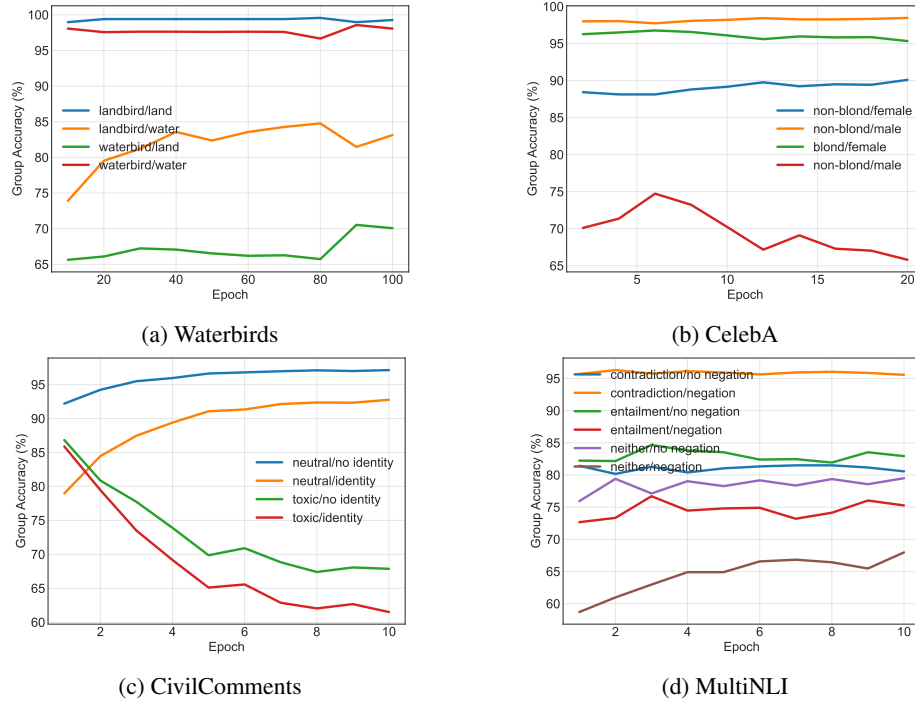 100
95
90
85
80
75
70
65
Group Accuracy (%)
landbird/land
landbird/water
waterbird/land
waterbird/water
20
40
60
80
100
Epoch
(a) Waterbirds
100
95
90
85
80
75
70
65
Group Accuracy (%)
non-blond/female
non-blond/male
blond/female
non-blond/male
5
10
15
20
Epoch
(b) CelebA
95
90
85
80
75
70
65
60
Group Accuracy (%)
neutral/no identity
neutral/identity
toxic/no identity
toxic/identity
2
4
6
8
10
Epoch
(c) CivilComments
95
90
85
80
75
70
65
60
Group Accuracy (%)
contradiction/no negation
contradiction/negation
entailment/no negation
entailment/negation
neither/no negation
neither/negation
2
4
6
8
10
Epoch
(d) MultiNLI